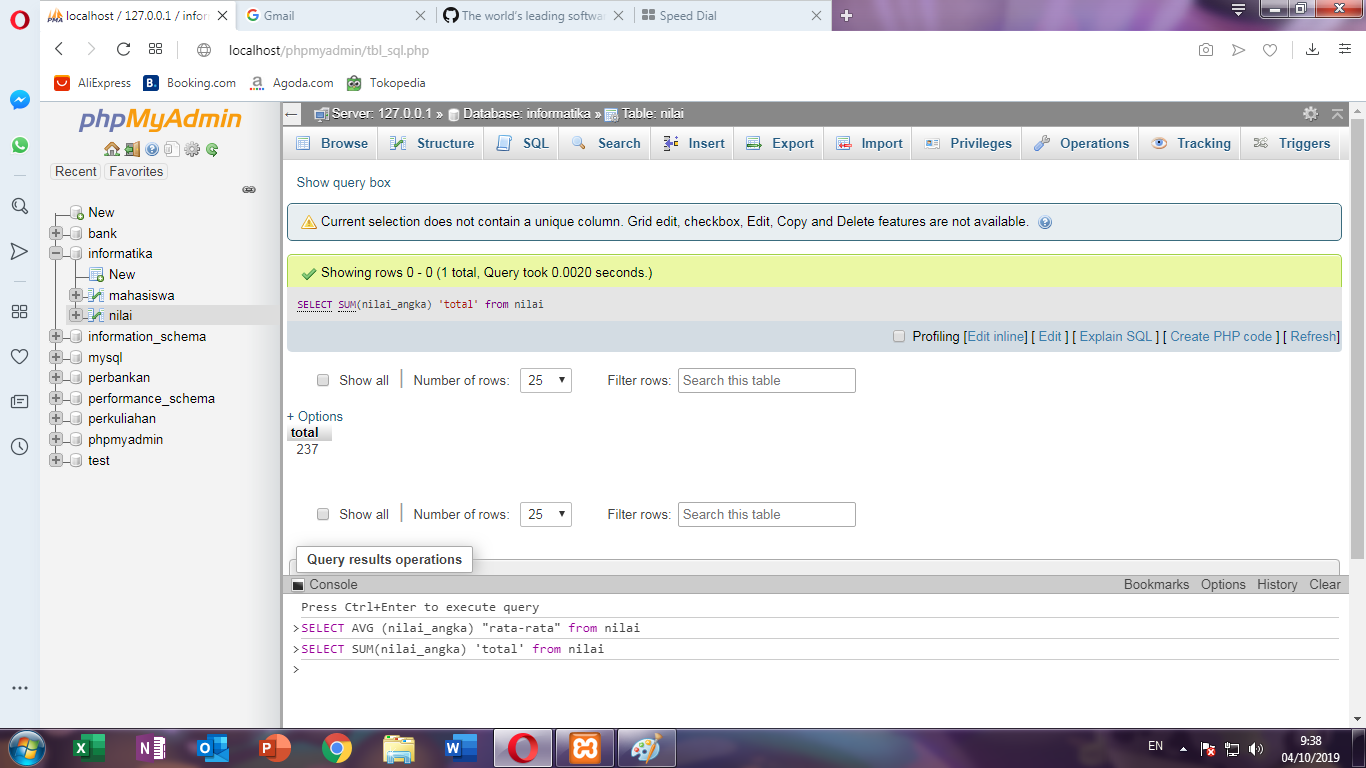 localhost / 127.0.0.1 / infor
Gmail
The world's leading softwa
Speed Dial
localhost/phpmyadmin/tbl_sql.php
AliExpress
B.
Booking.com
a
Agoda.com
Tokopedia
phpMyAdmin
Recent
Favorites
New
bank
informatika
New
mahasiswa
nilai
information_schema
mysql
perbankan
performance_schema
perkuliahan
phpmyadmin
test
Server: 127.0.0.1 » Database: informatika » Table: nilai
Browse
Structure
SQL
Search
Insert
Export
Import
Privileges
Operations
Tracking
Triggers
Show query box
Current selection does not contain a unique column. Grid edit, checkbox, Edit, Copy and Delete features are not available.
Showing rows 0 - 0 (1 total, Query took 0.0020 seconds.)
SELECT SUM(nilai_angka) 'total' from nilai
Profiling [Edit inline] [ Edit ] [ Explain SQL ] [ Create PHP code ] [ Refresh]
Show all
Number of rows:
25
Filter rows:
Search this table
+ Options
total
237
Show all
Number of rows:
25
Filter rows:
Search this table
Query results operations
Console
Bookmarks
Options
History
Clear
Press Ctrl+Enter to execute query
>SELECT AVG (nilai_angka) "rata-rata" from nilai
>SELECT SUM(nilai_angka) 'total' from nilai
>
EN
9:38
04/10/2019